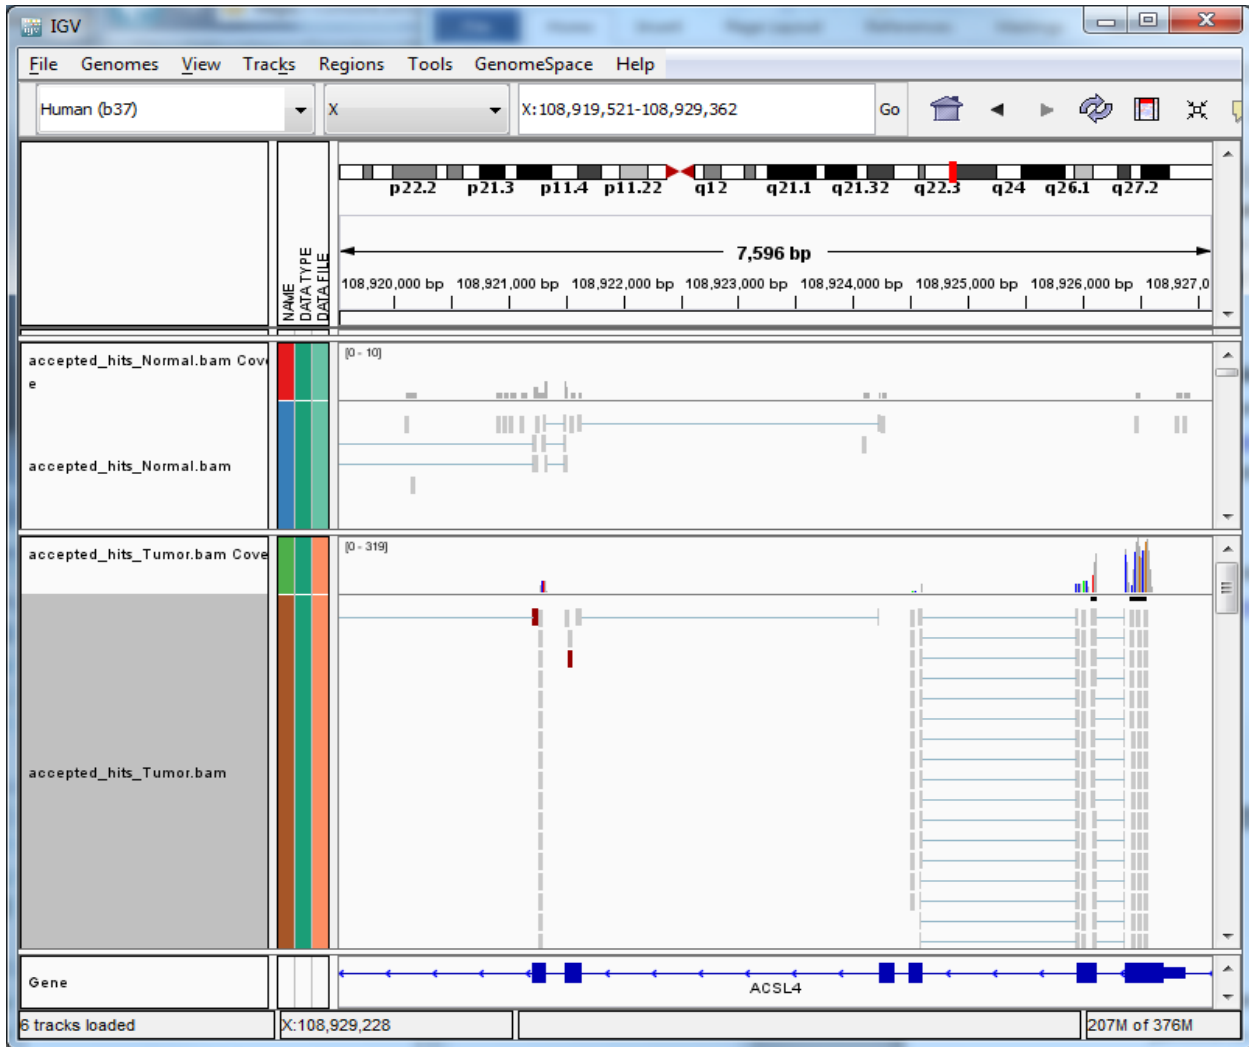 IGV
File Genomes View Tracks Regions Tools GenomeSpace Help
Human (b37) X X:108,919,521-108,929,362 Go
p22.2 p21.3 p11.4 p11.22 q12 q21.1 q21.32 q22.3 q24 q26.1 q27.2
7,596 bp
NAME
DATA TYPE
DATA FILE
108,920,000 bp 108,921,000 bp 108,922,000 bp 108,923,000 bp 108,924,000 bp 108,925,000 bp 108,926,000 bp 108,927,0
accepted_hits_Normal.bam Cove
e
[0 - 10]
accepted_hits_Normal.bam
accepted_hits_Tumor.bam Cove
[0 - 319]
accepted_hits_Tumor.bam
Gene
ACSL4
6 tracks loaded X:108,929,228 207M of 376M